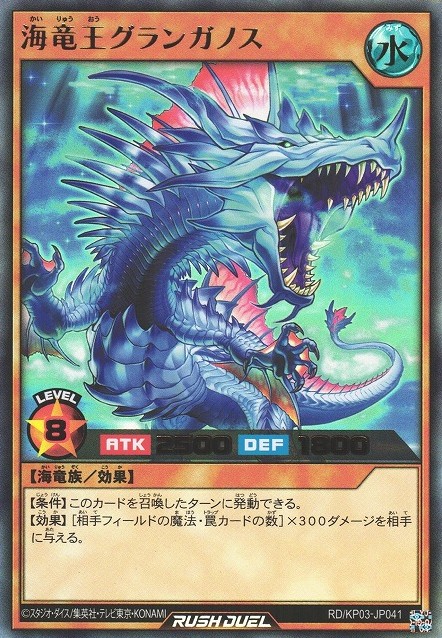 海竜王グランガノス
水
LEVEL
8
ATK 2500 DEF 1800
【海竜族/効果】
【条件】このカードを召喚したターンに発動できる。
【効果】[相手フィールドの魔法・罠カードの数]×300ダメージを相手
に与える。
©スタジオ・ダイス/集英社・テレビ東京・KONAMI
RUSH DUEL
RD/KP03-JP041